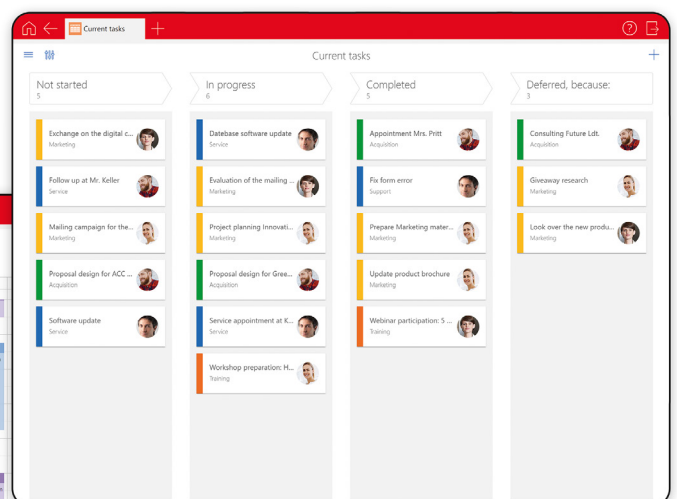 Current tasks
Current tasks
Not started
5
In progress
6
Completed
5
Deferred, because:
3
Exchange on the digital c...
Marketing
Follow up at Mr. Keller
Service
Mailing campaign for the...
Marketing
Proposal design for ACC ...
Acquisition
Software update
Service
Datebase software update
Service
Evaluation of the mailing ...
Marketing
Project planning Innovati...
Marketing
Proposal design for Gree...
Acquisition
Service appointment at K...
Service
Workshop preparation: H...
Training
Appointment Mrs. Pritt
Acquisition
Fix form error
Support
Prepare Marketing mater...
Marketing
Update product brochure
Marketing
Webinar participation: 5 ...
Training
Consulting Future Ldt.
Acquisition
Giveaway research
Marketing
Look over the new produ...
Marketing